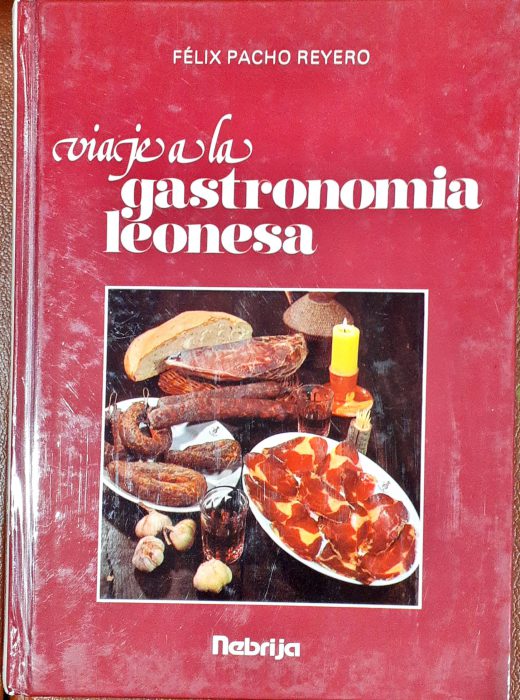 FÉLIX PACHO REYERO
viaje a la
gastronomia
leonesa
Nebrija